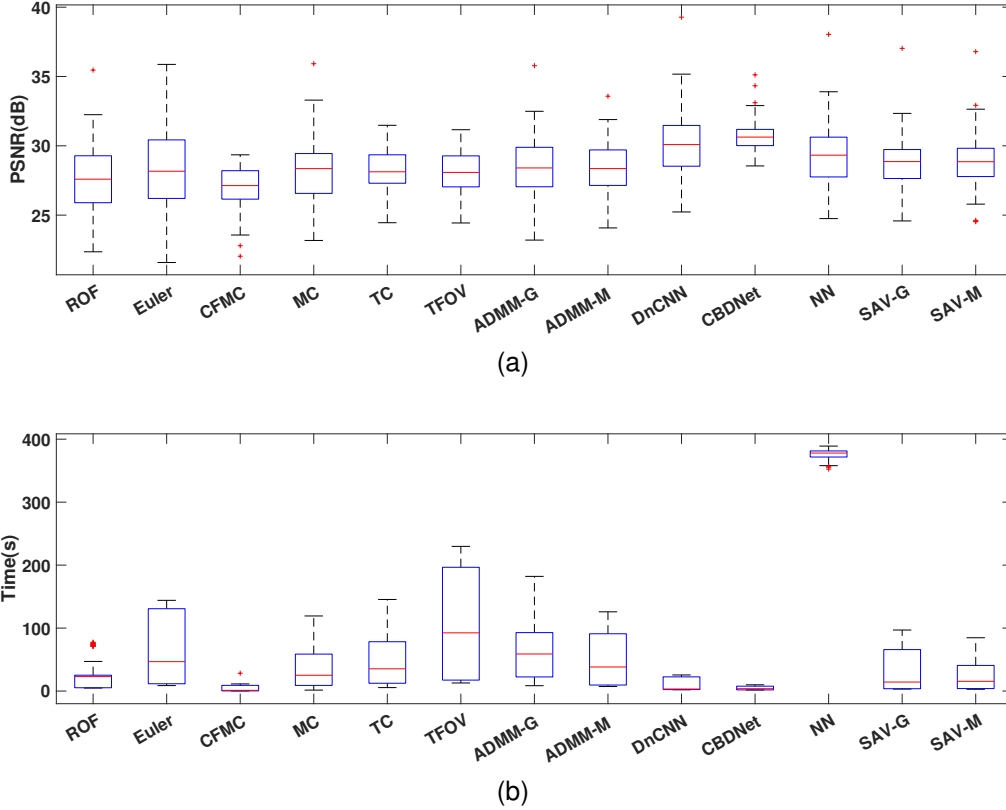 40
35
30
25
PSNR(dB)
ROF Euler CFMC MC TC TFOV ADMM-G ADMM-M DnCNN CBDNet NN SAV-G SAV-M
(a)
400
300
200
100
0
Time(s)
ROF Euler CFMC MC TC TFOV ADMM-G ADMM-M DnCNN CBDNet NN SAV-G SAV-M
(b)